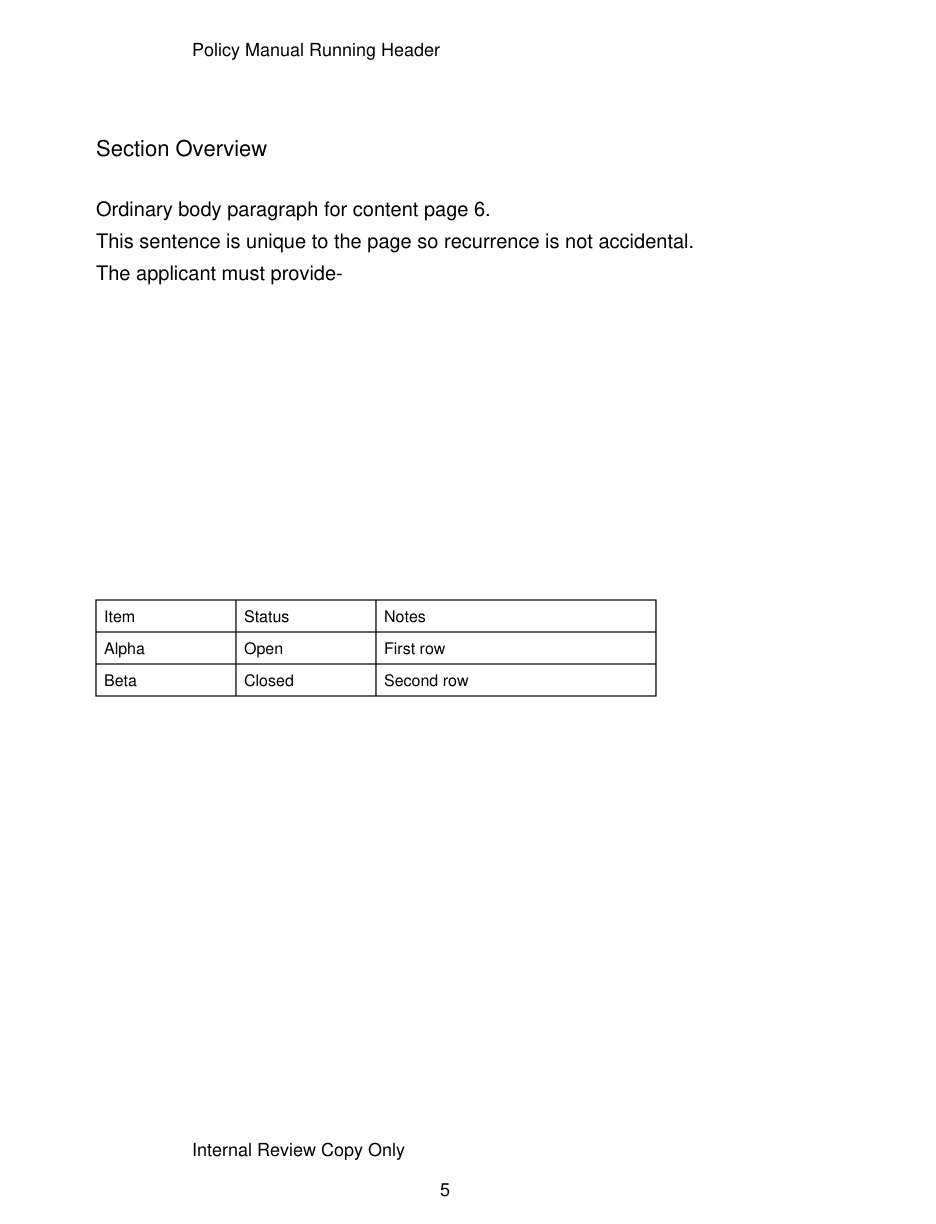 Policy Manual Running Header
Section Overview
Ordinary body paragraph for content page 6.
This sentence is unique to the page so recurrence is not accidental.
The applicant must provide-
Item Status Notes
Alpha Open First row
Beta Closed Second row
Internal Review Copy Only
5